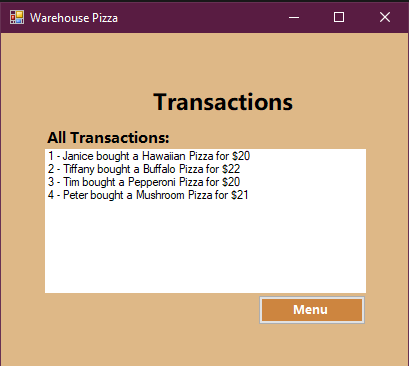 Warehouse Pizza
Transactions
All Transactions:
1 - Janice bought a Hawaiian Pizza for $20
2 - Tiffany bought a Buffalo Pizza for $22
3 - Tim bought a Pepperoni Pizza for $20
4 - Peter bought a Mushroom Pizza for $21
Menu